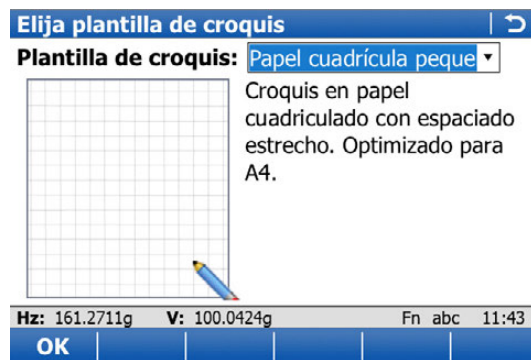 Elija plantilla de croquis
Plantilla de croquis: Papel cuadrícula peque
Croquis en papel
cuadriculado con espaciado
estrecho. Optimizado para
A4.
Hz: 161.2711g V: 100.0424g Fn abc 11:43
OK